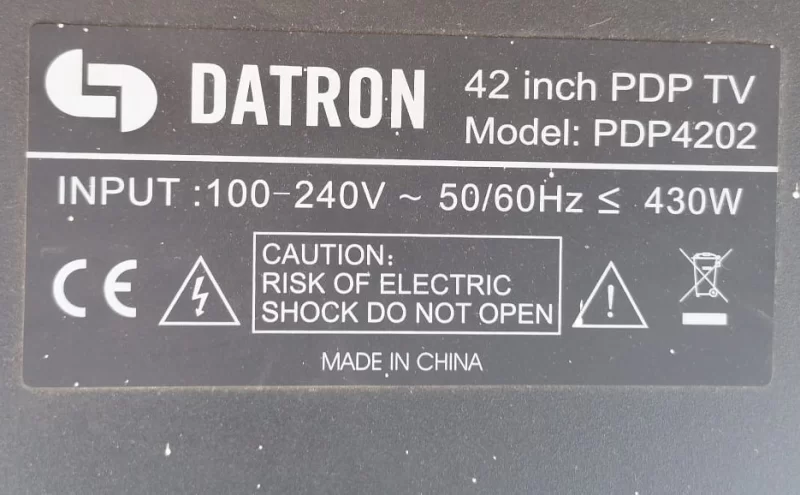 DATRON
42 inch PDP TV
Model: PDP4202
INPUT :100-240V ~ 50/60Hz ≤ 430W
CE
CAUTION:
RISK OF ELECTRIC
SHOCK DO NOT OPEN
!
MADE IN CHINA